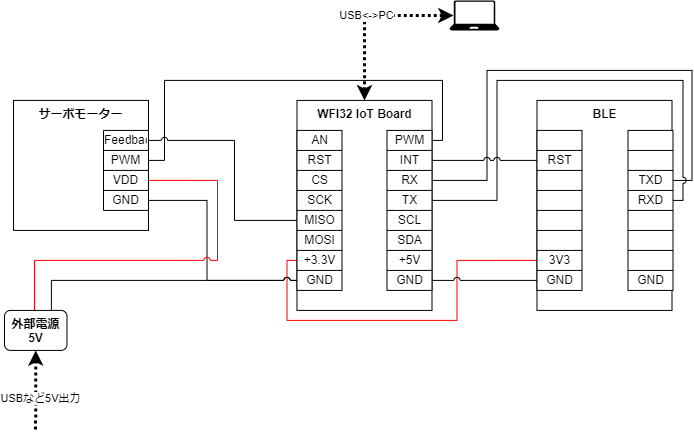 USB<->PC
サーボモーター
Feedbac
PWM
VDD
GND
WFI32 IoT Board
AN
RST
CS
SCK
MISO
MOSI
+3.3V
GND
PWM
INT
RX
TX
SCL
SDA
+5V
GND
BLE
RST
3V3
GND
TXD
RXD
GND
外部電源
5V
USBなど5V出力